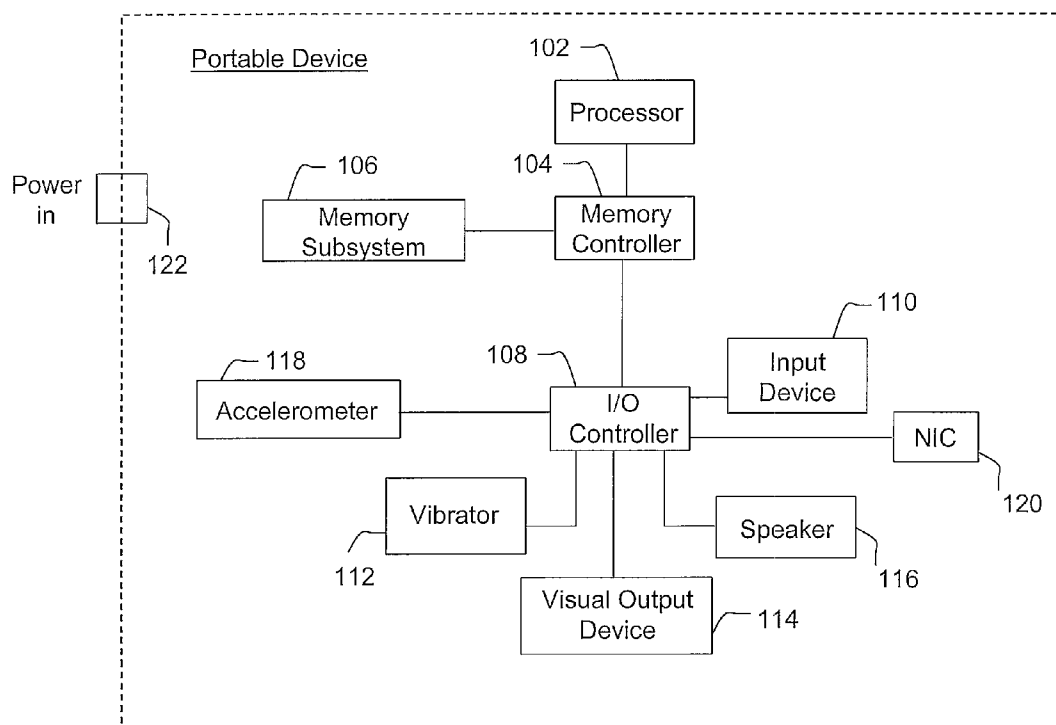 Portable Device
102
Processor
104
106
Memory
Controller
Memory
Subsystem
Power
in
122
110
Input
Device
108
118
I/O
Controller
Accelerometer
NIC
120
Vibrator
112
Speaker
116
Visual Output
Device
114